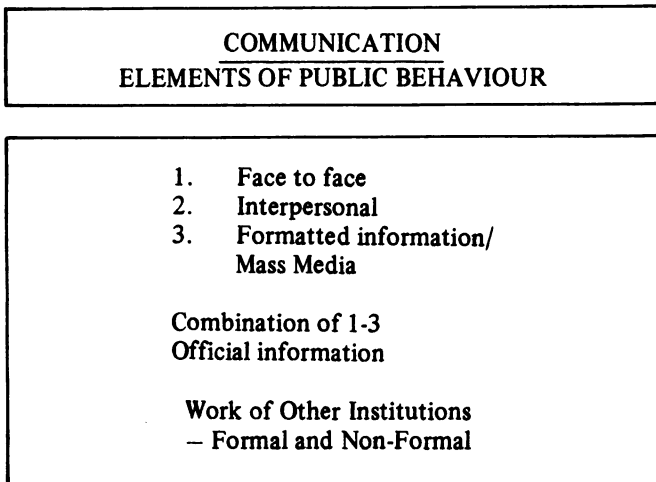 COMMUNICATION
ELEMENTS OF PUBLIC BEHAVIOUR
1. Face to face
2. Interpersonal
3. Formatted information/
Mass Media
Combination of 1-3
Official information
Work of Other Institutions
– Formal and Non-Formal